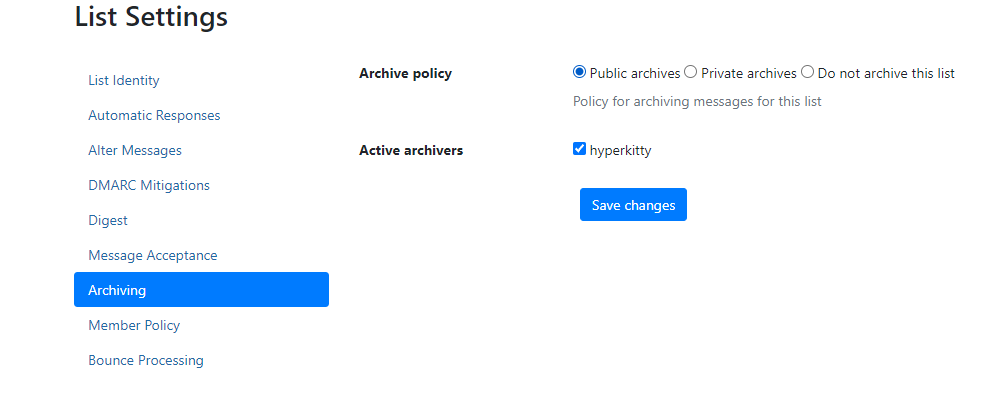 List Settings
List Identity
Automatic Responses
Alter Messages
DMARC Mitigations
Digest
Message Acceptance
Archiving
Member Policy
Bounce Processing
Archive policy
Public archives Private archives Do not archive this list
Policy for archiving messages for this list
Active archivers
hyperkitty
Save changes